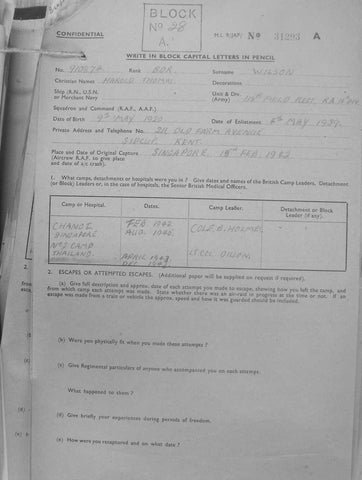 BLOCK
No 28
A.
CONFIDENTIAL
M.I. 9/JAP/ No 31293 A
WRITE IN BLOCK CAPITAL LETTERS IN PENCIL
No. Rank BDR. Surname WILSON
Christian Names HAROLD THOMAS Decorations
Ship (R.N., U.S.N. or Merchant Navy) Unit & Div. (Army) FIELD REGT, R.A.
Squadron and Command (R.A.F., A.A.F.)
Date of Birth 9th MAY 1920 Date of Enlistment 6th MAY 1939.
Private Address and Telephone No. 211 OLD FARM AVENUE
SIDCUP, KENT.
Place and Date of Original Capture SINGAPORE 15th FEB. 1942
(Aircrew R.A.F. to give place
and date of a/c crash).
1. What camps, detachments or hospitals were you in? Give dates and names of the British Camp Leaders, Detachments
(or Block) Leaders or, in the case of hospitals, the Senior British Medical Officers.
Camp or Hospital. Dates. Camp Leader. Detachment or Block Leader (if any).
CHANGI FEB. 1942 COL. E. B. HOLMES
SINGAPORE AUG. 1945.
No 2 CAMP
THAILAND. APRIL 1943 LT. COL.
2. ESCAPES OR ATTEMPTED ESCAPES. (Additional paper will be supplied on request if required).
(a) Give full description and approx. date of each attempt you made to escape, showing how you left the camp, and
from which camp each attempt was made. State whether there was an air-raid in progress at the time or not. If an
escape was made from a train or vehicle the approx. speed and how it was guarded should be included.
(b) Were you physically fit when you made these attempts?
(c) Give Regimental particulars of anyone who accompanied you on each attempt.
What happened to them?
(d) Give briefly your experiences during periods of freedom.
(e) How were you recaptured and on what date?